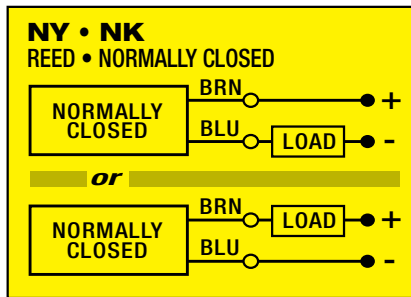 NY • NK
REED • NORMALLY CLOSED
BRN
+
NORMALLY
CLOSED
BLU
LOAD
-
or
BRN
LOAD
+
NORMALLY
CLOSED
BLU
-